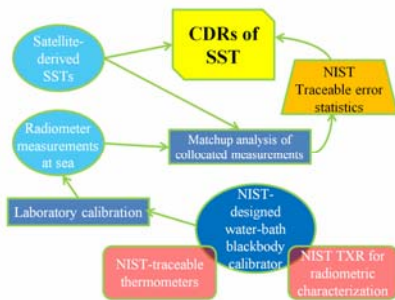 Satellite-
derived
SSTs
CDRs of
SST
NIST
Traceable error
statistics
Radiometer
measurements
at sea
Matchup analysis of
collocated measurements
Laboratory calibration
NIST-
designed
water-bath
blackbody
calibrator
NIST-traceable
thermometers
NIST TXR for
radiometric
characterization